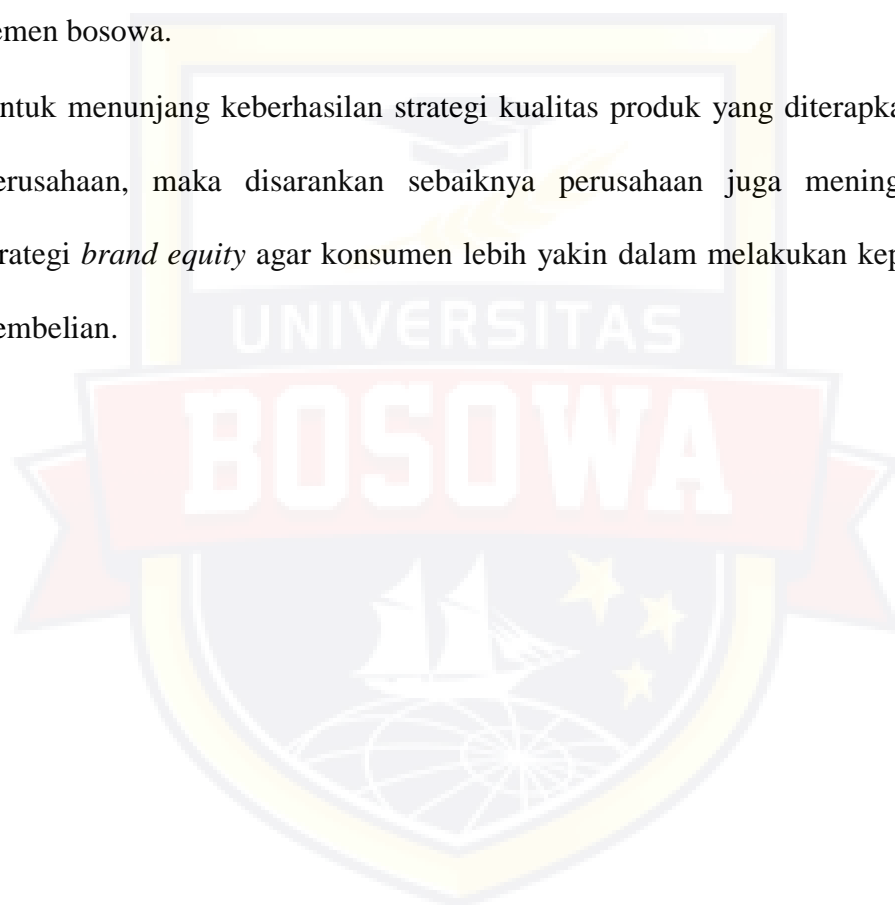 emen bosowa.
ntuk menunjang keberhasilan strategi kualitas produk yang diterapka
erusahaan, maka disarankan sebaiknya perusahaan juga mening
rategi brand equity agar konsumen lebih yakin dalam melakukan kep
embelian.
UNIVERSITAS
BOSOWA